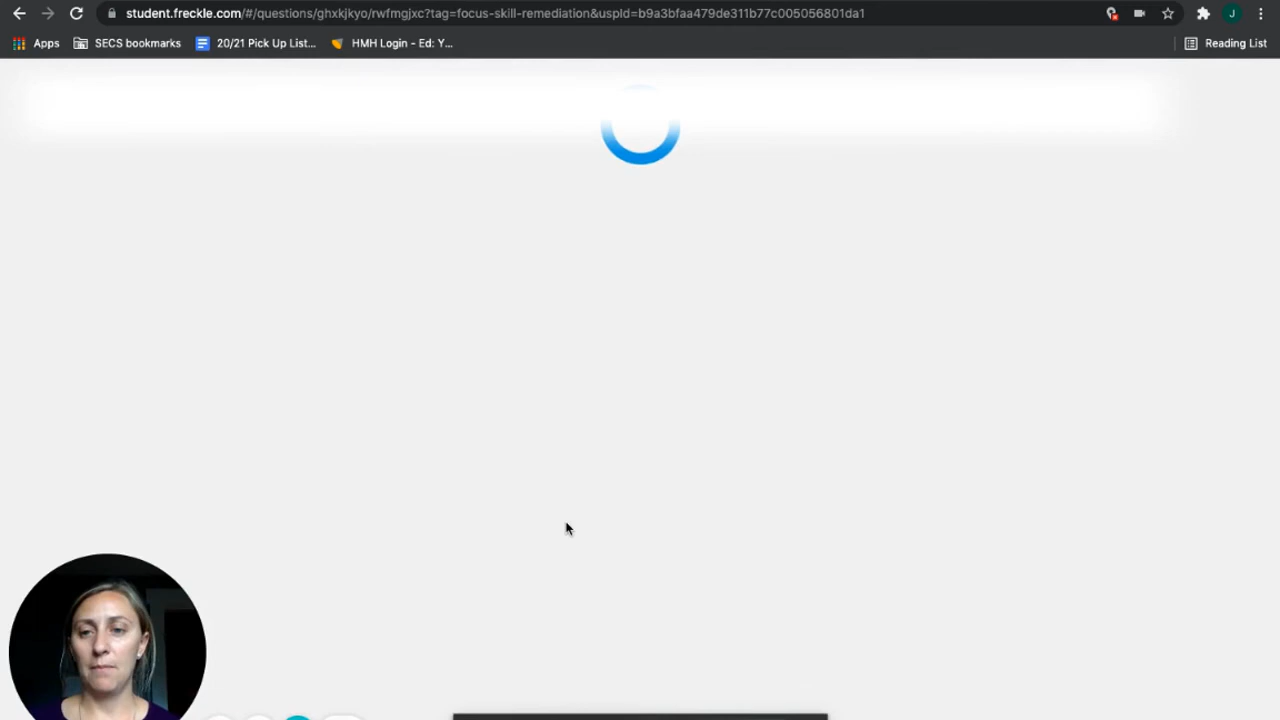 student.freckle.com/#/questions/ghxkjkyo/rwfmgjxc?tag=focus-skill-remediation&uspId=b9a3bfaa479de311b77c005056801da1
J
Apps
SECS bookmarks
20/21 Pick Up List...
HMH Login - Ed: Y...
Reading List